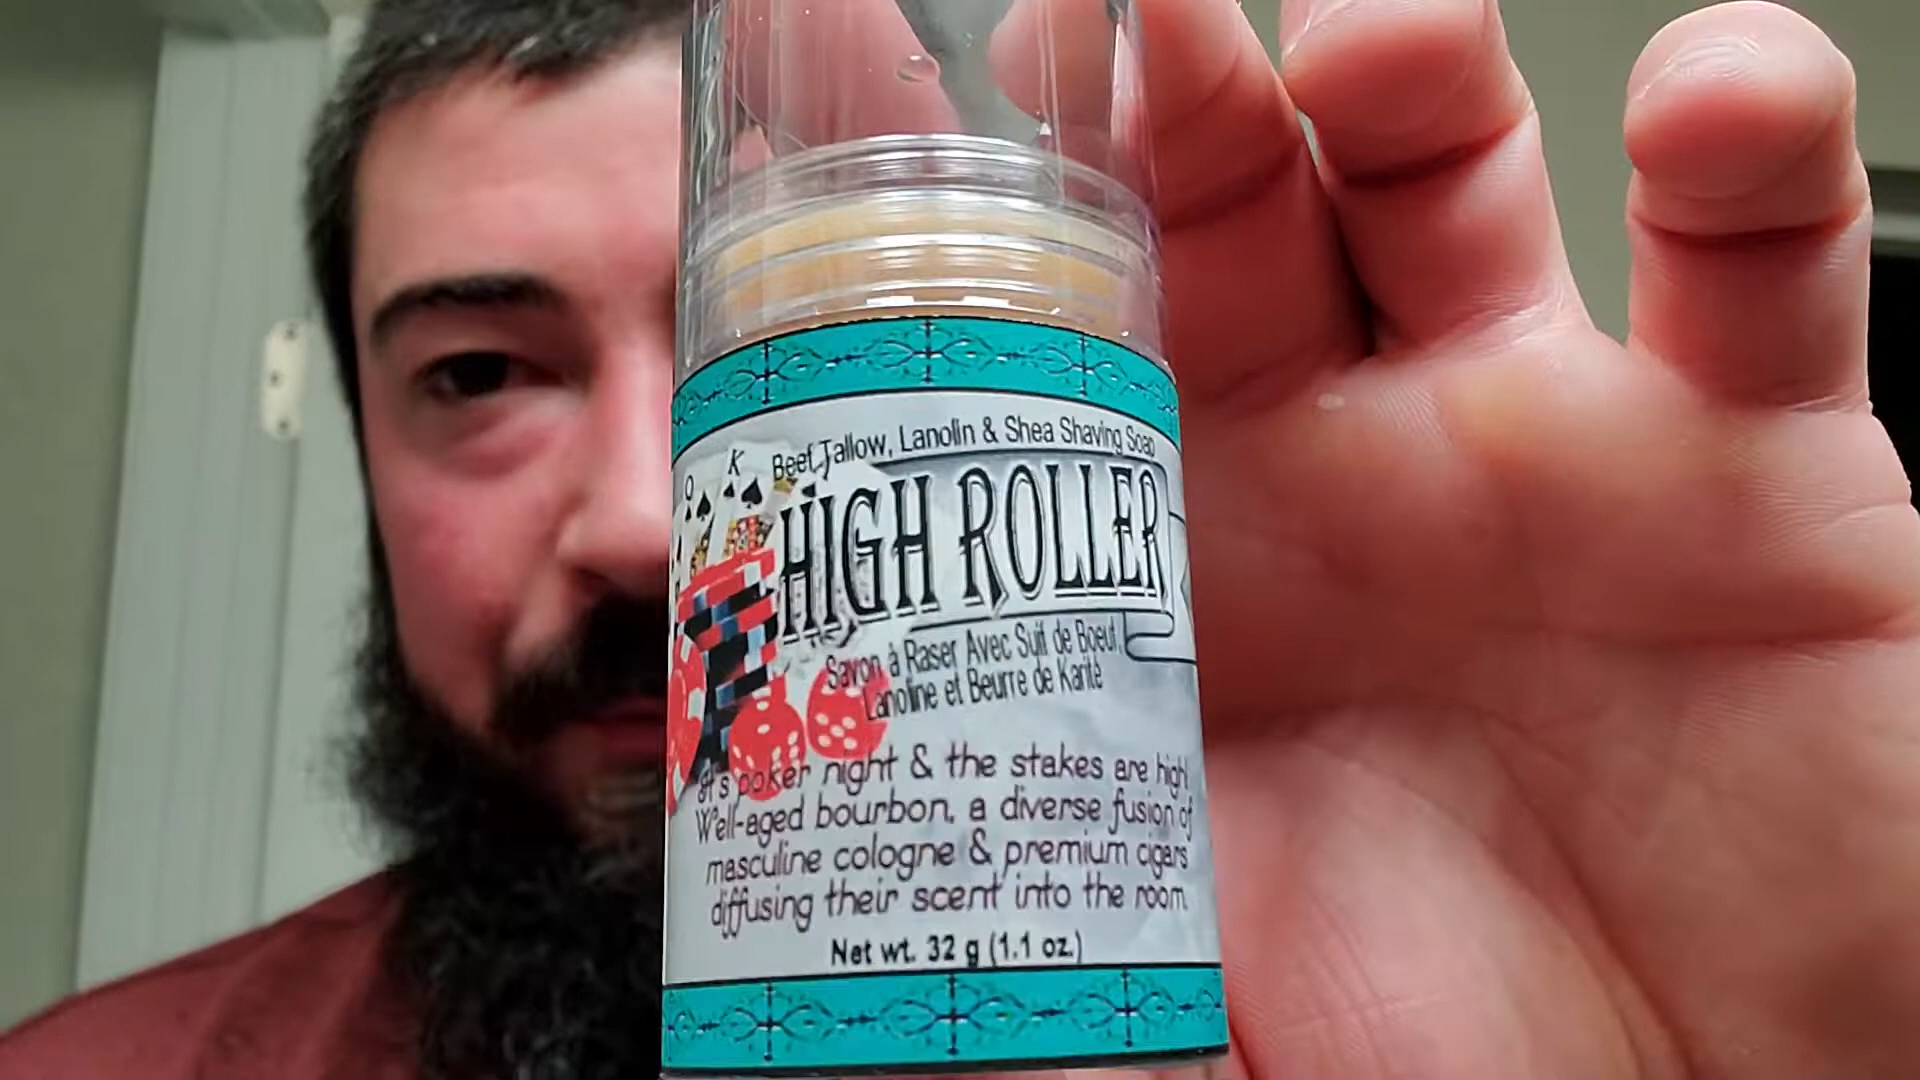 Q
K
Beef Tallow, Lanolin & Shea Shaving Soap
HIGH ROLLER
Savon à Raser Avec Suif de Boeuf,
Lanoline et Beurre de Karité
It's poker night & the stakes are high.
Well-aged bourbon, a diverse fusion of
masculine cologne & premium cigars
diffusing their scent into the room.
Net wt. 32 g (1.1 oz.)